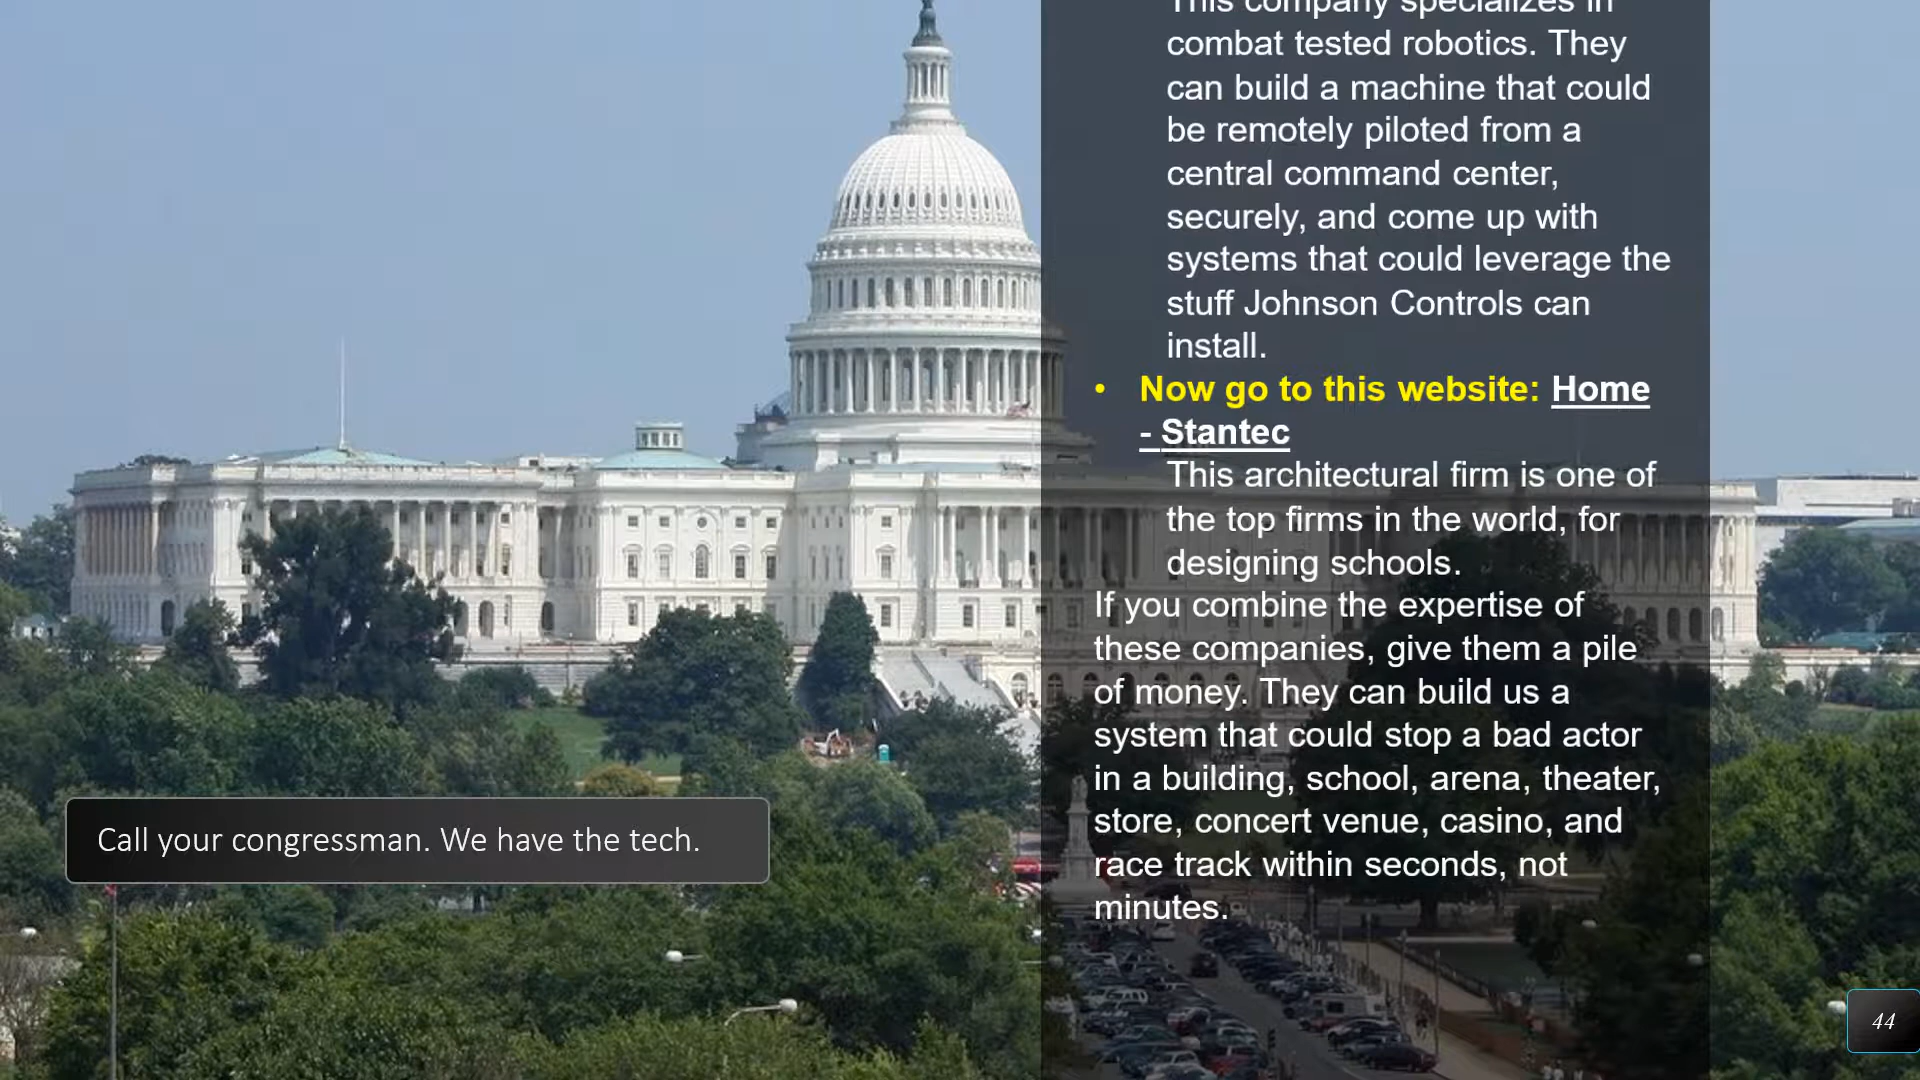 This company specializes in
combat tested robotics. They
can build a machine that could
be remotely piloted from a
central command center,
securely, and come up with
systems that could leverage the
stuff Johnson Controls can
install.
• Now go to this website: Home
- Stantec
This architectural firm is one of
the top firms in the world, for
designing schools.
If you combine the expertise of
these companies, give them a pile
of money. They can build us a
system that could stop a bad actor
in a building, school, arena, theater,
store, concert venue, casino, and
race track within seconds, not
minutes.
Call your congressman. We have the tech.
44